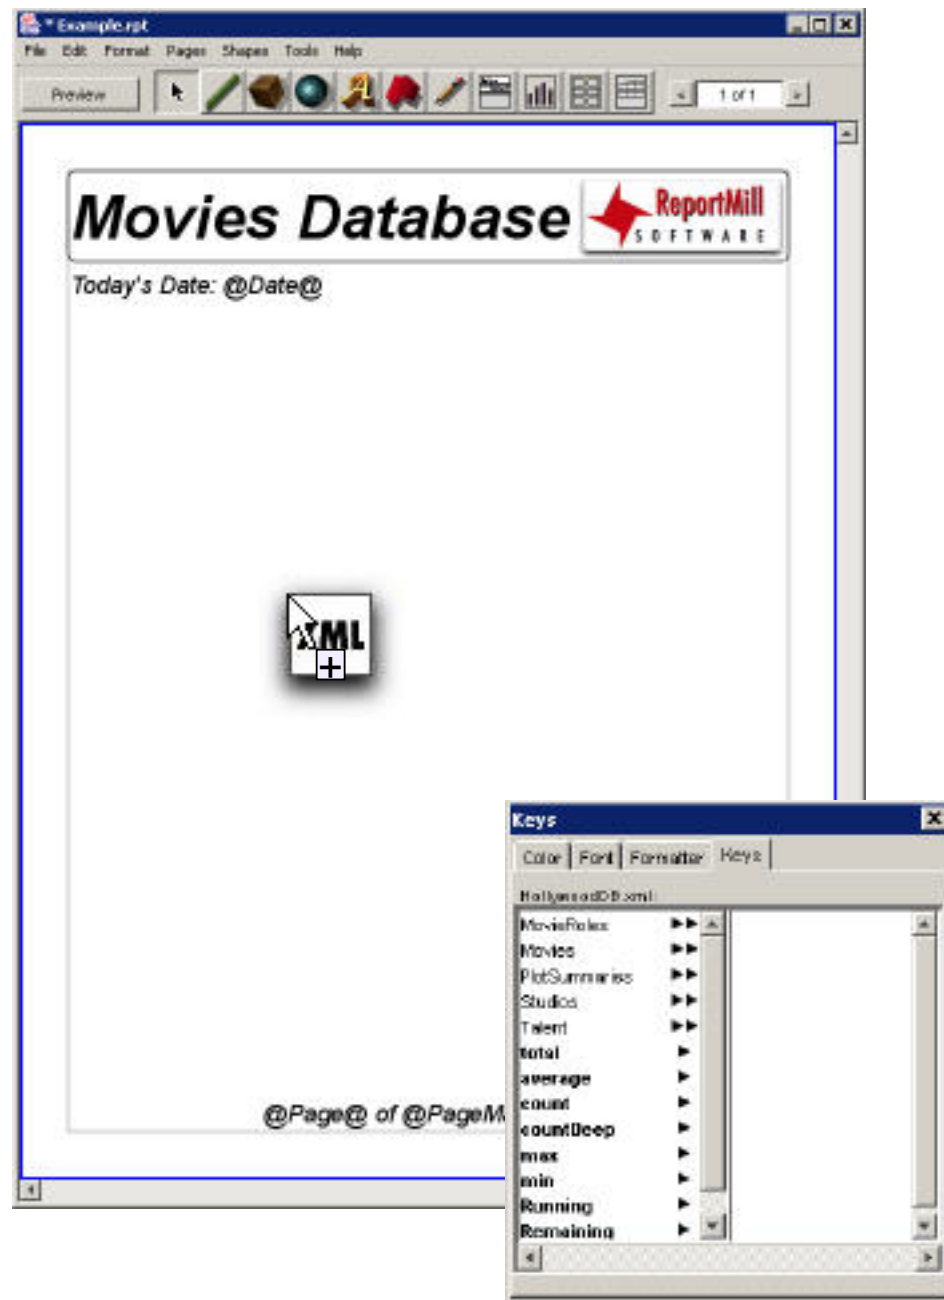 * Example.rpt
File Edit Format Pages Shapes Tools Help
Preview
1 of 1
Movies Database
ReportMill
SOFTWARE
Today's Date: @Date@
XML
@Page@ of @PageM
Keys
Color Font Formatter Keys
HollywoodDB.xml:
MovieRoles
Movies
PlotSummaries
Studios
Talent
total
average
count
countDeep
max
min
Running
Remaining